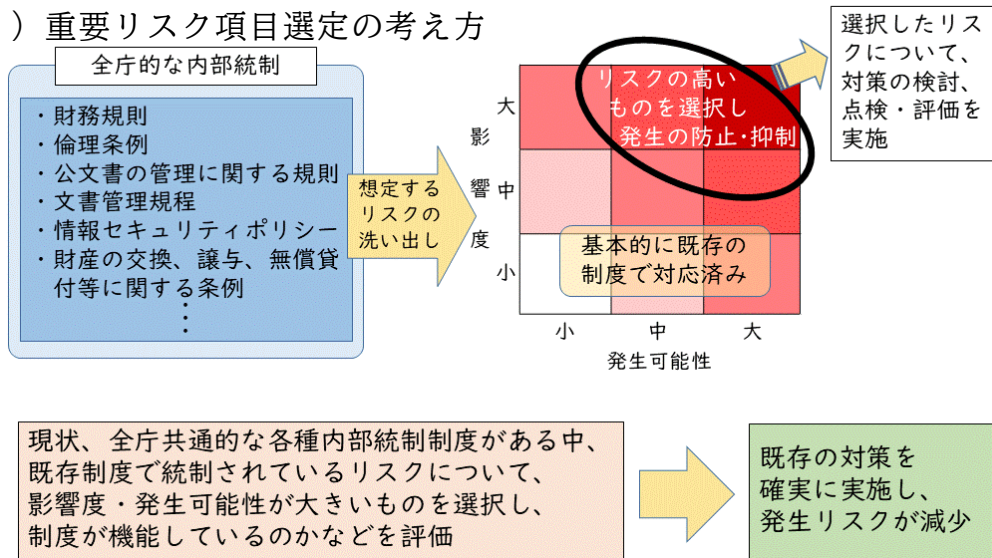 ）重要リスク項目選定の考え方
全庁的な内部統制
・財務規則
・倫理条例
・公文書の管理に関する規則
・文書管理規程
・情報セキュリティポリシー
・財産の交換、譲与、無償貸
付等に関する条例
⋮
想定する
リスクの
洗い出し
影響度
大
中
小
リスクの高い
ものを選択し
発生の防止･抑制
基本的に既存の
制度で対応済み
小 中 大
発生可能性
選択したリス
クについて、
対策の検討、
点検・評価を
実施
現状、全庁共通的な各種内部統制制度がある中、
既存制度で統制されているリスクについて、
影響度・発生可能性が大きいものを選択し、
制度が機能しているのかなどを評価
既存の対策を
確実に実施し、
発生リスクが減少